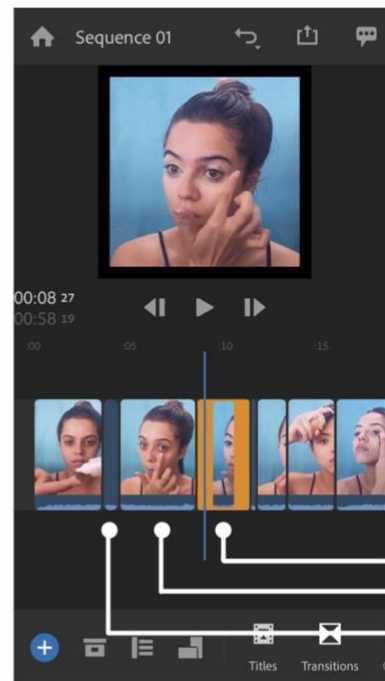 Sequence 01
00:08 27
00:58 19
:00 :05 :10 :15
Titles Transitions